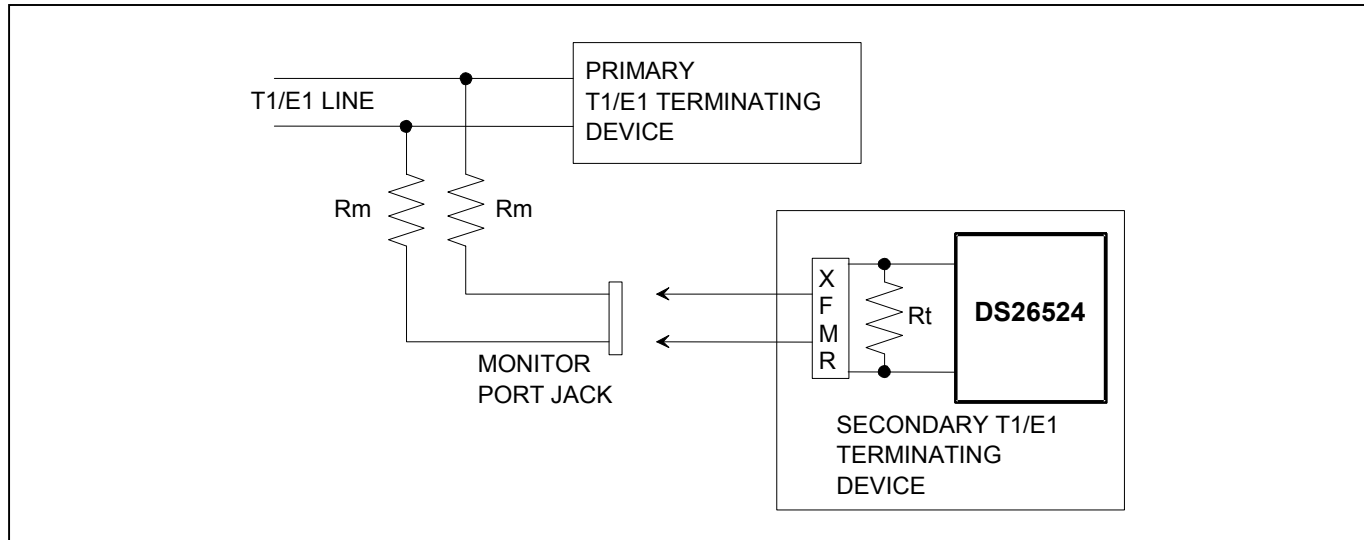 PRIMARY
T1/E1 TERMINATING
DEVICE
T1/E1 LINE
Rm
Rm
X
F
M
R
Rt
DS26524
MONITOR
PORT JACK
SECONDARY T1/E1
TERMINATING
DEVICE